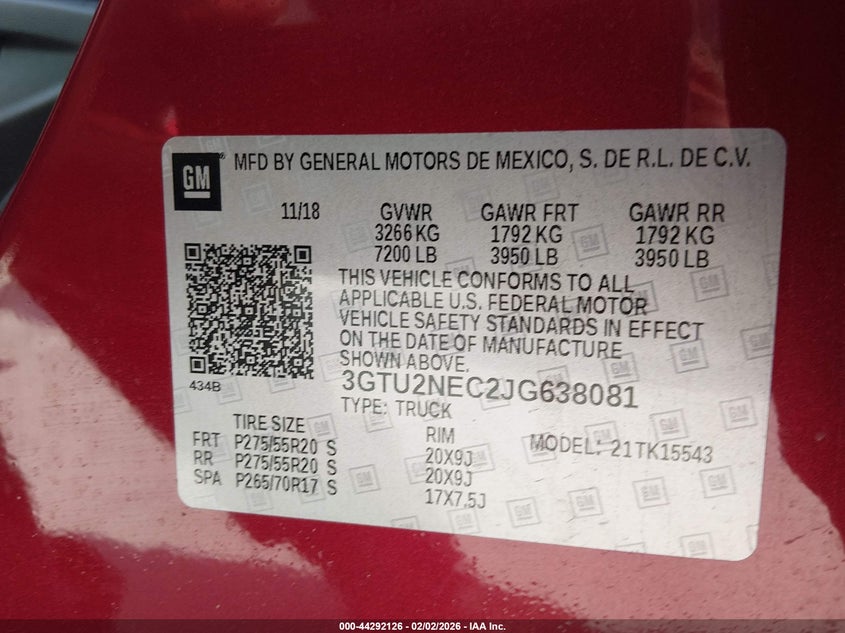 GM
MFD BY GENERAL MOTORS DE MEXICO, S. DE R.L. DE C.V.
11/18 GVWR GAWR FRT GAWR RR
3266 KG 1792 KG 1792 KG
7200 LB 3950 LB 3950 LB
THIS VEHICLE CONFORMS TO ALL
APPLICABLE U.S. FEDERAL MOTOR
VEHICLE SAFETY STANDARDS IN EFFECT
ON THE DATE OF MANUFACTURE
SHOWN ABOVE.
434B
3GTU2NEC2JG638081
TYPE: TRUCK
TIRE SIZE RIM MODEL: 21TK15543
FRT P275/55R20 S 20X9J
RR P275/55R20 S 20X9J
SPA P265/70R17 S 17X7.5J
000-44292126 - 02/02/2026 - IAA Inc.